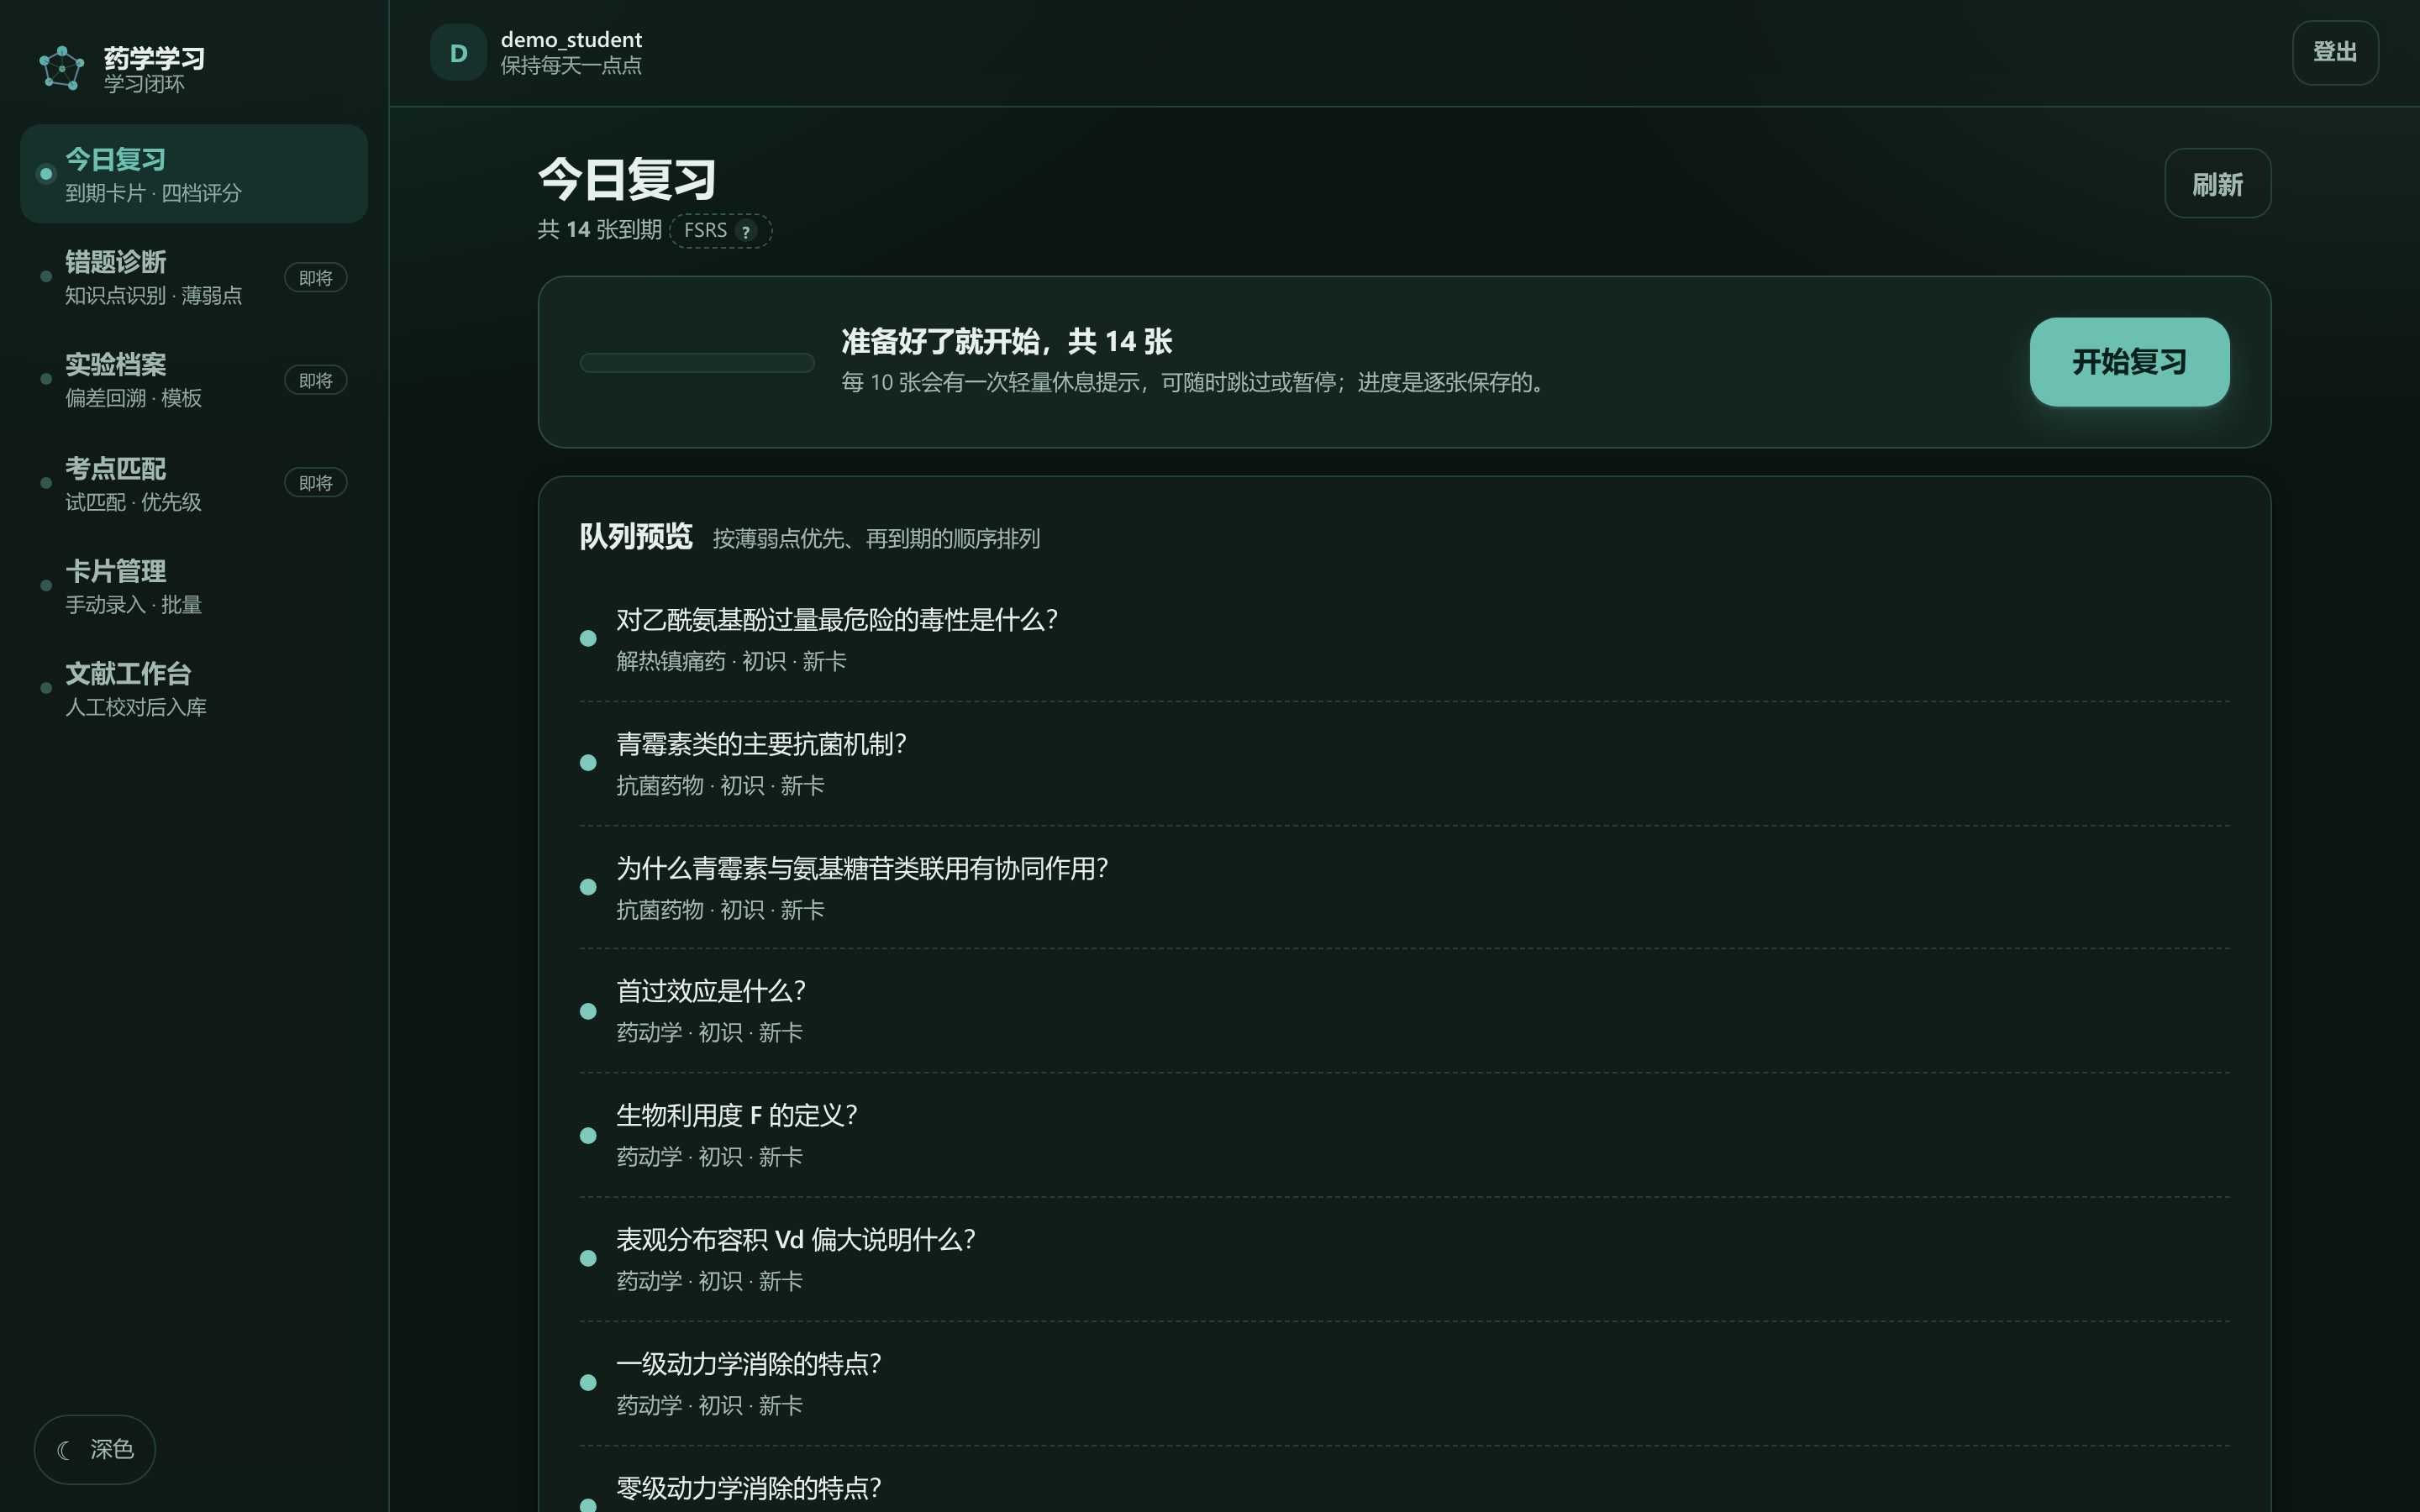 药学学习
学习闭环
今日复习
到期卡片 · 四档评分
错题诊断
知识点识别 · 薄弱点
即将
实验档案
偏差回溯 · 模板
即将
考点匹配
试匹配 · 优先级
即将
卡片管理
手动录入 · 批量
文献工作台
人工校对后入库
☾ 深色
D
demo_student
保持每天一点点
登出
今日复习
共 14 张到期 FSRS ?
刷新
准备好了就开始，共 14 张
每 10 张会有一次轻量休息提示，可随时跳过或暂停；进度是逐张保存的。
开始复习
队列预览 按薄弱点优先、再到期的顺序排列
对乙酰氨基酚过量最危险的毒性是什么？
解热镇痛药 · 初识 · 新卡
青霉素类的主要抗菌机制？
抗菌药物 · 初识 · 新卡
为什么青霉素与氨基糖苷类联用有协同作用？
抗菌药物 · 初识 · 新卡
首过效应是什么？
药动学 · 初识 · 新卡
生物利用度 F 的定义？
药动学 · 初识 · 新卡
表观分布容积 Vd 偏大说明什么？
药动学 · 初识 · 新卡
一级动力学消除的特点？
药动学 · 初识 · 新卡
零级动力学消除的特点？